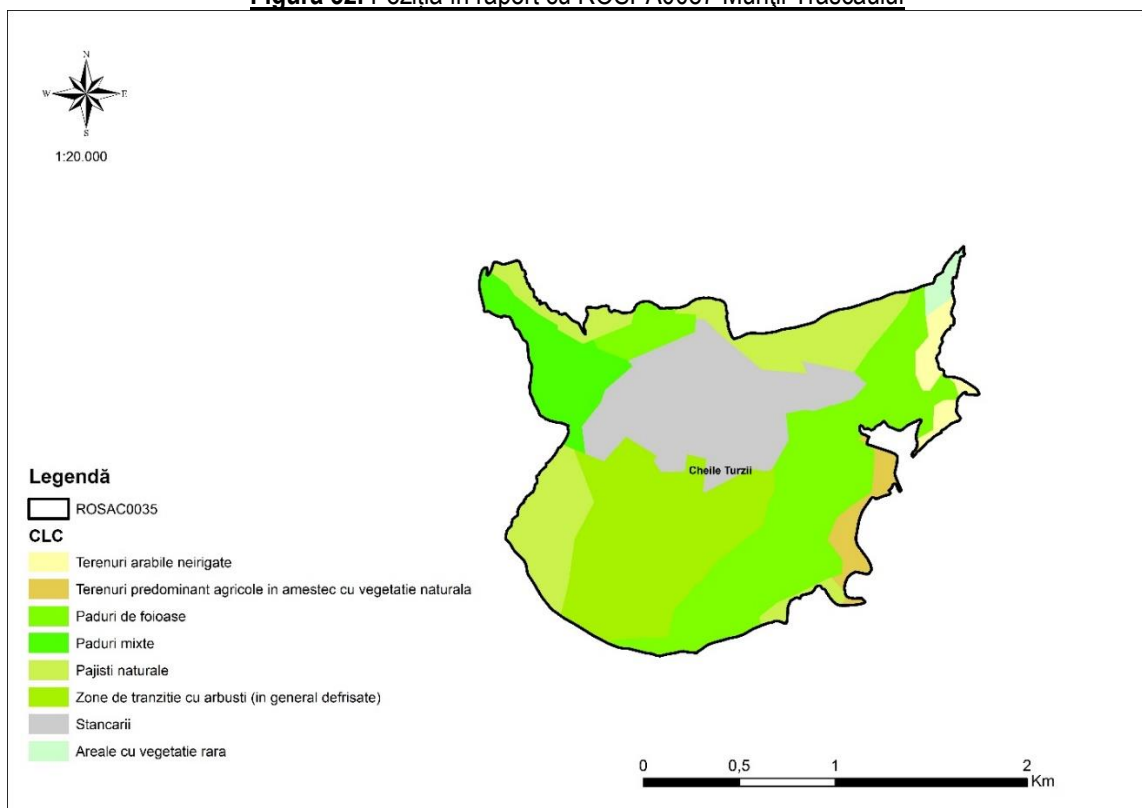 Figura 32. Poziția în raport cu ROSPA0087 Munții Trascăului
N
W E
S
1:20.000
Cheile Turzii
Legendă
ROSAC0035
CLC
Terenuri arabile neirigate
Terenuri predominant agricole in amestec cu vegetatie naturala
Paduri de foioase
Paduri mixte
Pajisti naturale
Zone de tranzitie cu arbusti (in general defrisate)
Stancarii
Areale cu vegetatie rara
0 0,5 1 2
Km